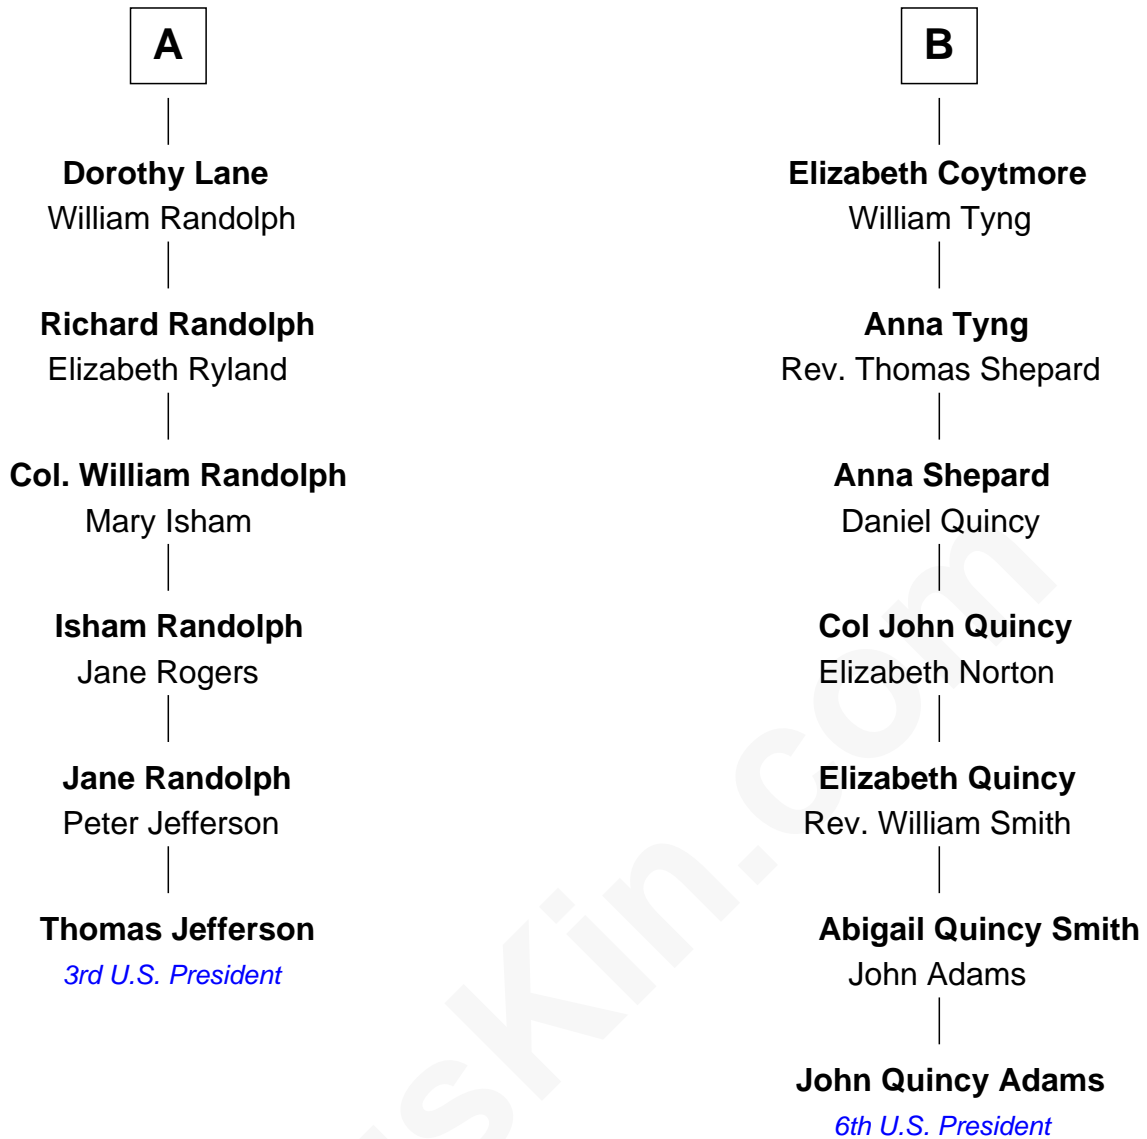 A
Dorothy Lane
William Randolph
Richard Randolph
Elizabeth Ryland
Col. William Randolph
Mary Isham
Isham Randolph
Jane Rogers
Jane Randolph
Peter Jefferson
Thomas Jefferson
3rd U.S. President
B
Elizabeth Coytmore
William Tyng
Anna Tyng
Rev. Thomas Shepard
Anna Shepard
Daniel Quincy
Col John Quincy
Elizabeth Norton
Elizabeth Quincy
Rev. William Smith
Abigail Quincy Smith
John Adams
John Quincy Adams
6th U.S. President
sKin.com